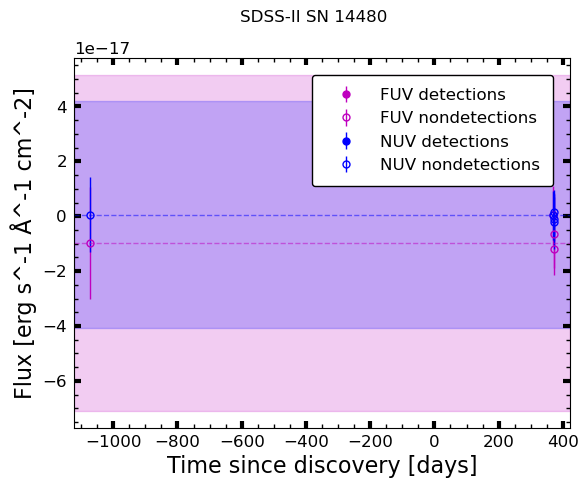 SDSS-II SN 14480
1e−17
FUV detections
FUV nondetections
NUV detections
NUV nondetections
4
2
0
−2
−4
−6
Flux [erg s^-1 Å^-1 cm^-2]
−1000 −800 −600 −400 −200 0 200 400
Time since discovery [days]